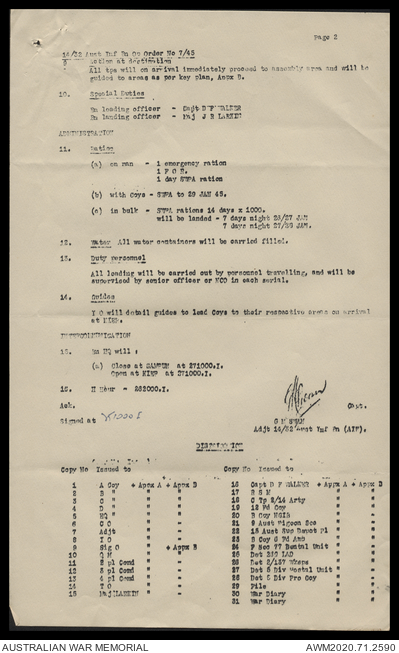 Page 2
14/32 Aust Inf Bn Op Order No 7/45
9 Action at destination
All tps will on arrival immediately proceed to assembly area and will be
guided to areas as per key plan, Appx B.
10. Special Duties
Bn loading officer - Capt D F WALKER
Bn landing officer - Maj J R LARKIN
ADMINISTRATION
11. Rations
(a) on man - 1 emergency ration
1 F O R.
1 day SWPA ration
(b) with Coys - SWPA to 29 JAN 45.
(c) in bulk - SWPA rations 14 days x 1000.
will be landed - 7 days night 26/27 JAN
7 days night 27/28 JAN.
12. Water All water containers will be carried filled.
13. Duty personnel
All loading will be carried out by personnel travelling, and will be
supervised by senior officer or NCO in each serial.
14. Guides
I O will detail guides to lead Coys to their respective areas on arrival
at
INTERCOMMUNICATION
15. Bn HQ will :
(a) Close at at 271000.I.
Open at at 271000.I.
16. H Hour -
Ack.
Capt.
Signed at
Adjt 14/32 Aust Inf Bn (AIF).
DISTRIBUTION
Copy No Issued to
1 A Coy + Appx A + Appx B
2 B " " "
3 C " " "
4 D " " "
5 HQ " "
6 C O " "
7 Adjt " "
8 I O " "
9 Sig O + Appx B
10 Q M "
11 2 pl Comd "
12 3 pl Comd "
13 4 pl Comd "
14 T O "
15 Maj LARKIN "
Copy No Issued to
16 Capt D F WALKER + Appx A + Appx B
17 R S M
18 C Tp 2/14 Arty
19 12 Fd Coy
20 B Coy NGIB
21 9 Aust Pigeon Sec
22 15 Aust Sup Depot Pl
23 B Coy 6 Fd Amb
24 F Sec 77 Dental Unit
25 Det 219 LAD
26 Det Wksps
27 Det 5 Div Postal Unit
28 Det 5 Div Pro Coy
29 File
30 War Diary
31 War Diary
AUSTRALIAN WAR MEMORIAL
AWM2020.71.2590